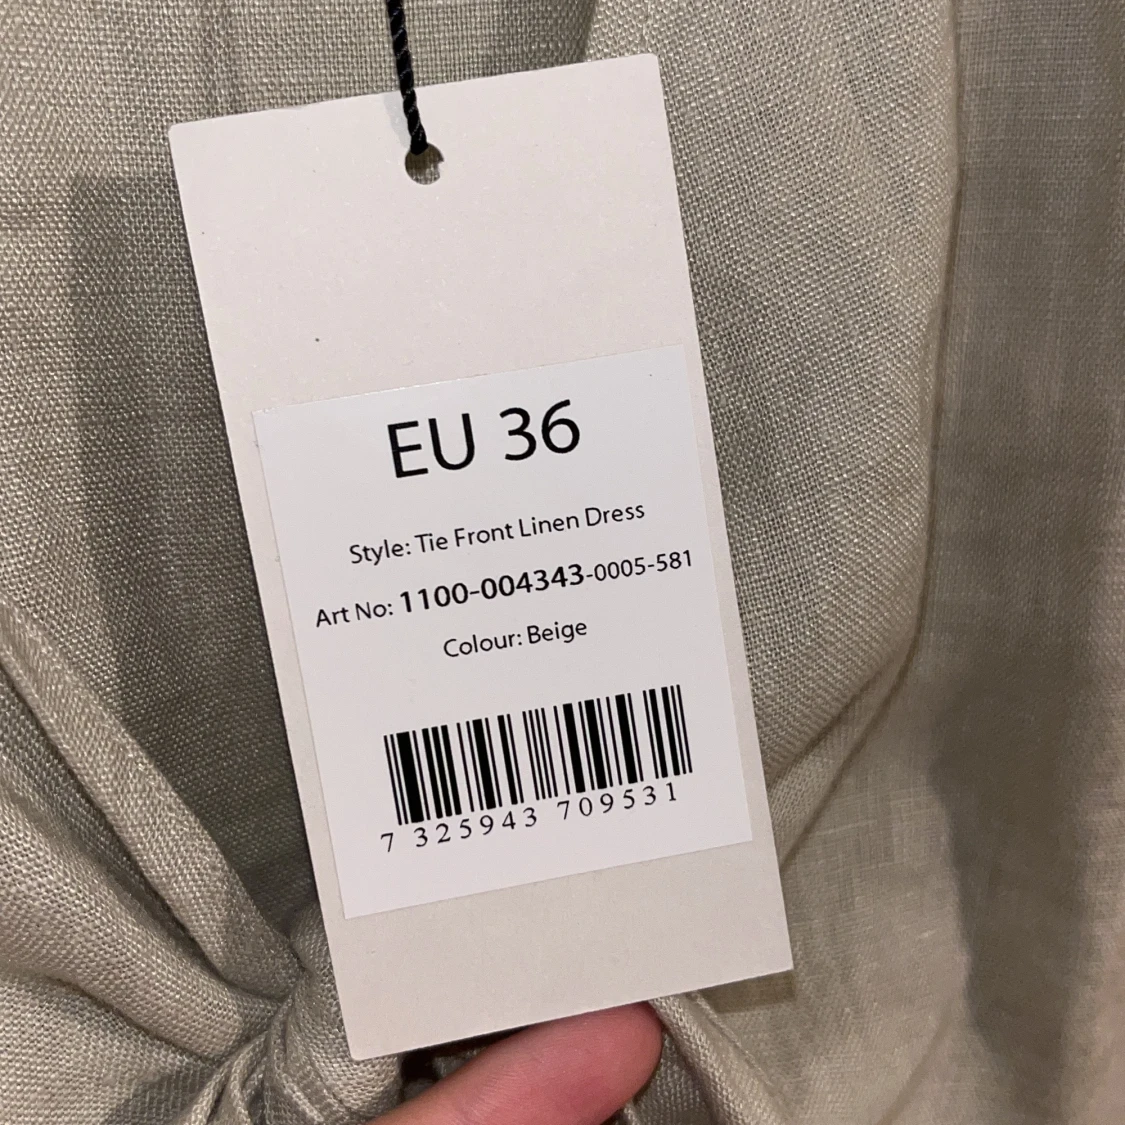 EU 36
Style: Tie Front Linen Dress
Art No: 1100-004343-0005-581
Colour: Beige
7 325943 709531